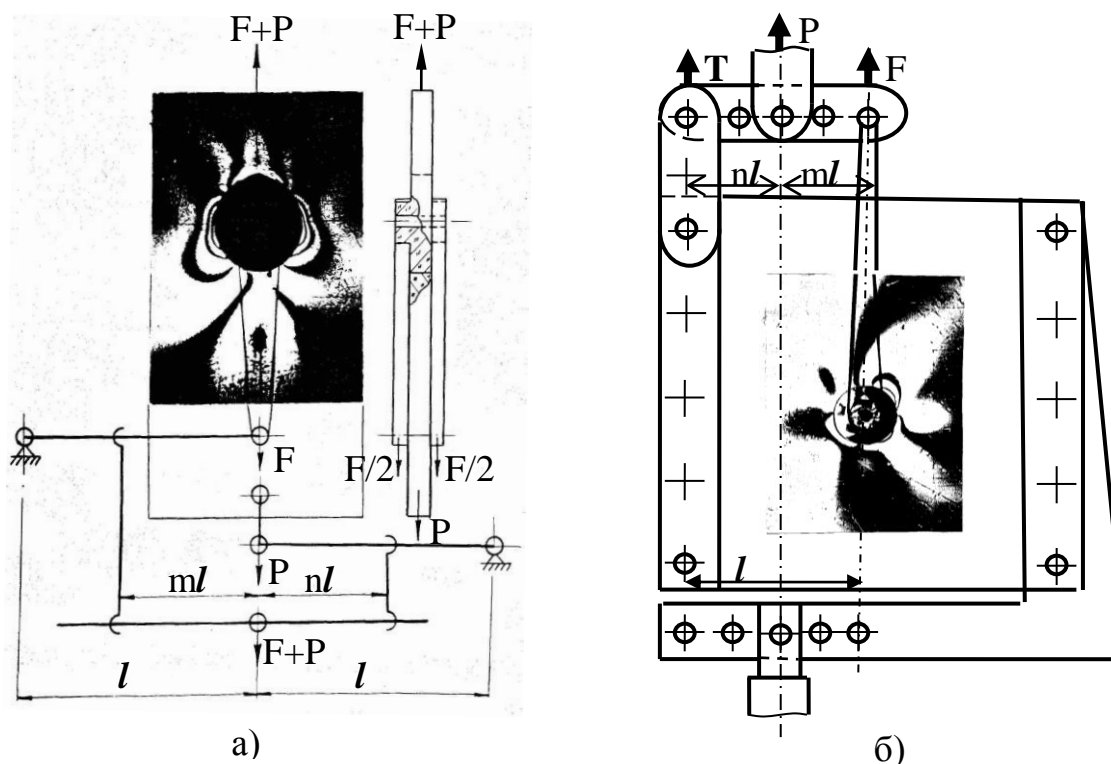 F+P F+P
F
F/2 F/2
P
P
ml nl
F+P
l l
а)
P
T F
nl ml
l
б)